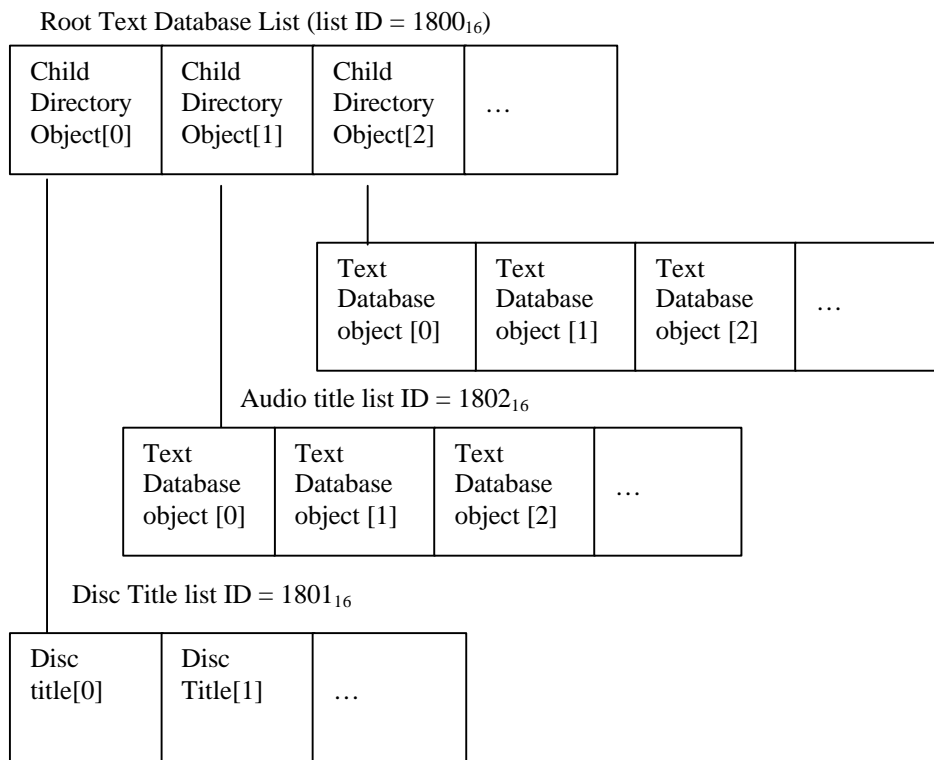 Root Text Database List (list ID = 1800₁₆)
Child
Directory
Object[0]
Child
Directory
Object[1]
Child
Directory
Object[2]
…
Text
Database
object [0]
Text
Database
object [1]
Text
Database
object [2]
…
Audio title list ID = 1802₁₆
Text
Database
object [0]
Text
Database
object [1]
Text
Database
object [2]
…
Disc Title list ID = 1801₁₆
Disc
title[0]
Disc
Title[1]
…